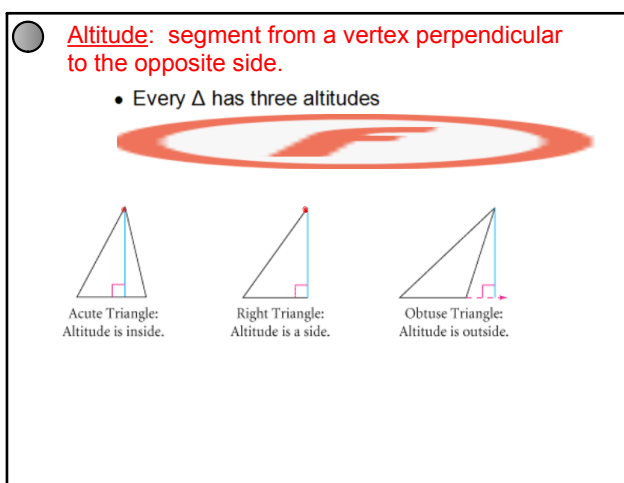 Altitude: segment from a vertex perpendicular
to the opposite side.
• Every Δ has three altitudes
F
Acute Triangle:
Altitude is inside.
Right Triangle:
Altitude is a side.
Obtuse Triangle:
Altitude is outside.